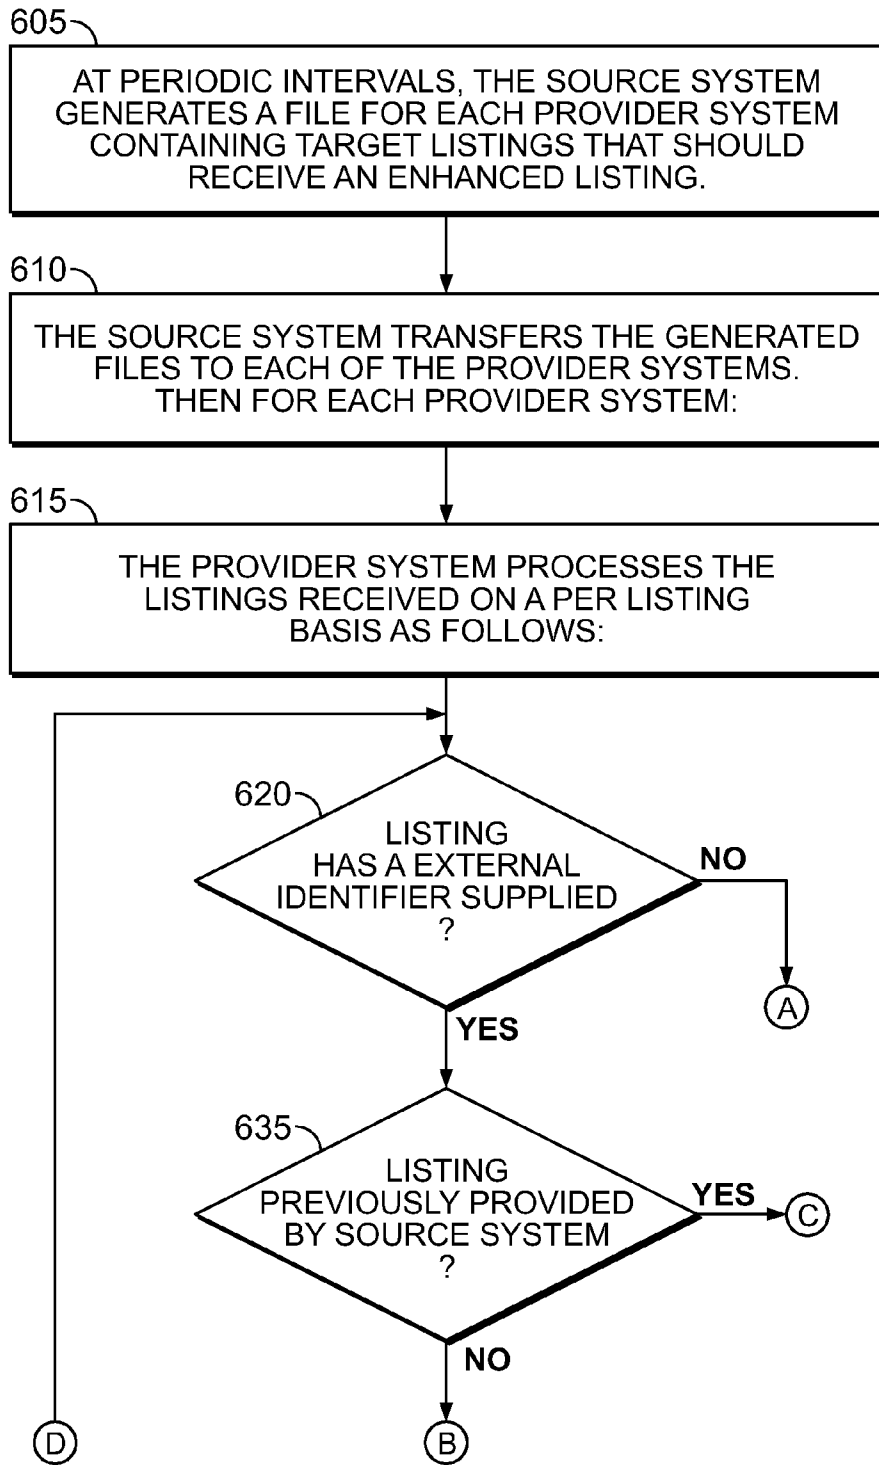 605
AT PERIODIC INTERVALS, THE SOURCE SYSTEM
GENERATES A FILE FOR EACH PROVIDER SYSTEM
CONTAINING TARGET LISTINGS THAT SHOULD
RECEIVE AN ENHANCED LISTING.
610
THE SOURCE SYSTEM TRANSFERS THE GENERATED
FILES TO EACH OF THE PROVIDER SYSTEMS.
THEN FOR EACH PROVIDER SYSTEM:
615
THE PROVIDER SYSTEM PROCESSES THE
LISTINGS RECEIVED ON A PER LISTING
BASIS AS FOLLOWS:
620
LISTING
HAS A EXTERNAL
IDENTIFIER SUPPLIED
?
NO
A
YES
635
LISTING
PREVIOUSLY PROVIDED
BY SOURCE SYSTEM
?
YES
C
NO
D
B